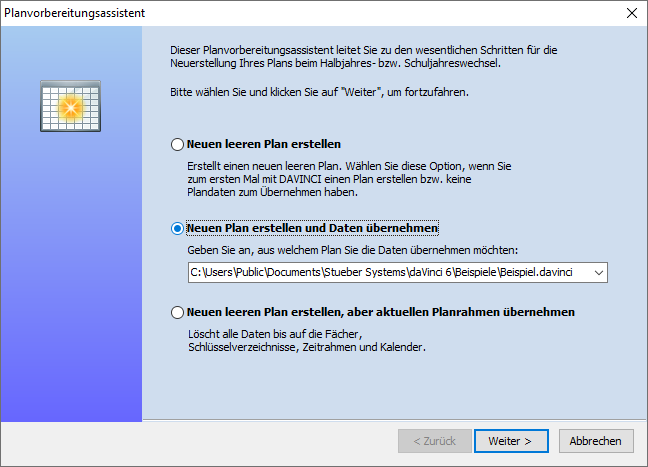 Planvorbereitungsassistent
Dieser Planvorbereitungsassistent leitet Sie zu den wesentlichen Schritten für die
Neuerstellung Ihres Plans beim Halbjahres- bzw. Schuljahreswechsel.
Bitte wählen Sie und klicken Sie auf "Weiter", um fortzufahren.
Neuen leeren Plan erstellen
Erstellt einen neuen leeren Plan. Wählen Sie diese Option, wenn Sie
zum ersten Mal mit DAVINCI einen Plan erstellen bzw. keine
Plandaten zum Übernehmen haben.
Neuen Plan erstellen und Daten übernehmen
Geben Sie an, aus welchem Plan Sie die Daten übernehmen möchten:
C:\Users\Public\Documents\Stueber Systems\daVinci 6\Beispiele\Beispiel.davinci
Neuen leeren Plan erstellen, aber aktuellen Planrahmen übernehmen
Löscht alle Daten bis auf die Fächer,
Schlüsselverzeichnisse, Zeitrahmen und Kalender.
< Zurück
Weiter >
Abbrechen